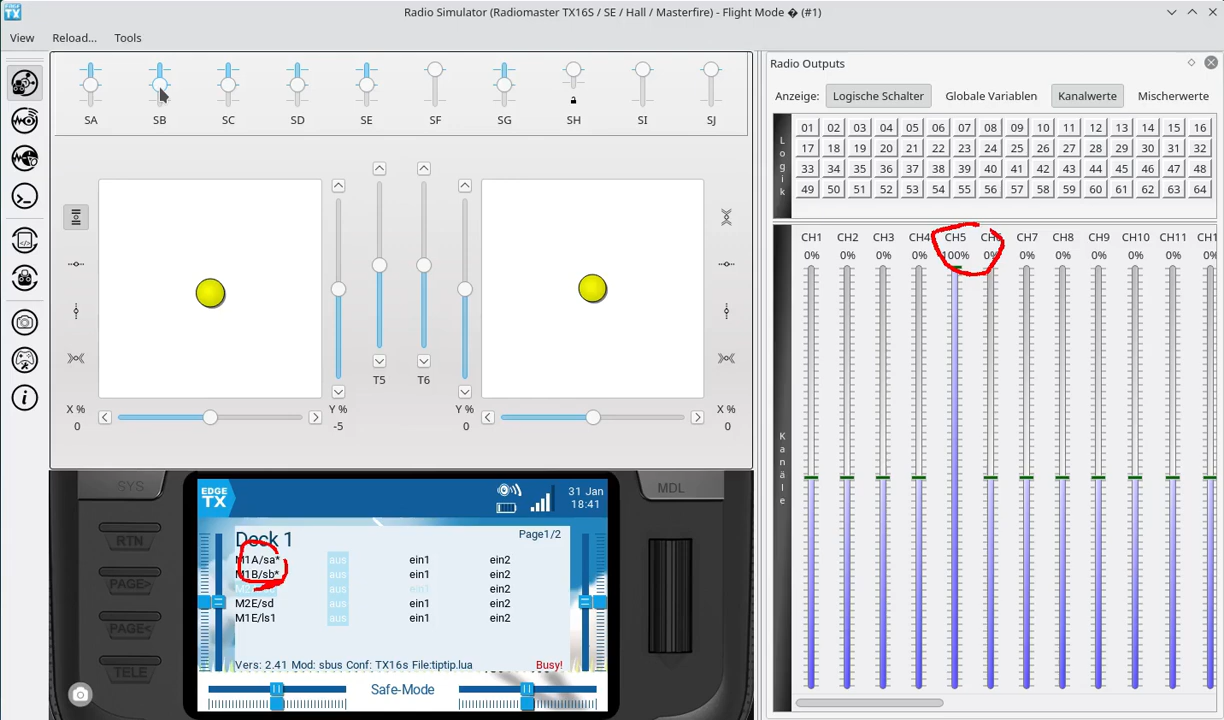 Radio Simulator (Radiomaster TX16S / SE / Hall / Masterfire) - Flight Mode � (#1)
View Reload... Tools
SA SB SC SD SE SF SG SH SI SJ
T5 T6
X %
0
Y %
-5
Y %
0
X %
0
SYS
RTN
PAGE>
PAGE<
TELE
MDL
EDGE
TX
31 Jan
18:41
Deck 1
Page1/2
M1A/sa* aus ein1 ein2
M1B/sb* aus ein1 ein2
ein1 ein2
M2E/sd aus ein1 ein2
M1E/ls1 aus ein1 ein2
Vers: 2.41 Mod: sbus Conf: TX16s File:tiptip.lua Busy!
Safe-Mode
Radio Outputs
Anzeige: Logische Schalter Globale Variablen Kanalwerte Mischerwerte
Logik
01 02 03 04 05 06 07 08 09 10 11 12 13 14 15 16
17 18 19 20 21 22 23 24 25 26 27 28 29 30 31 32
33 34 35 36 37 38 39 40 41 42 43 44 45 46 47 48
49 50 51 52 53 54 55 56 57 58 59 60 61 62 63 64
Kanäle
CH1 CH2 CH3 CH4 CH5 CH6 CH7 CH8 CH9 CH10 CH11 CH1
0% 0% 0% 0% 100% 0% 0% 0% 0% 0% 0% 0%